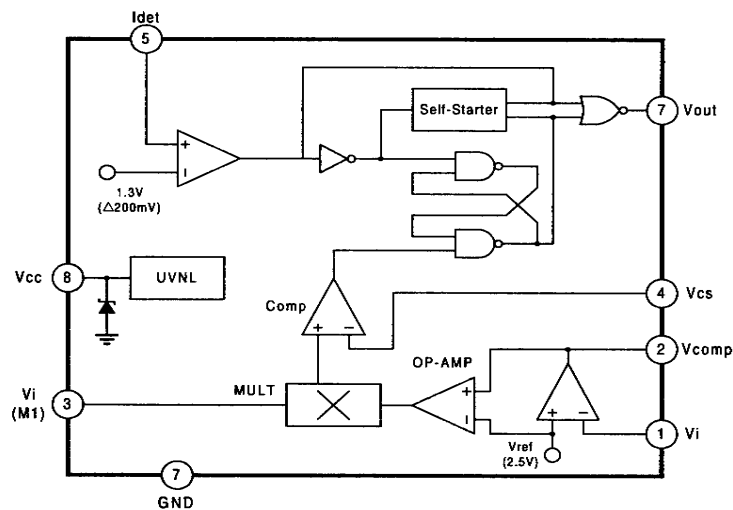 Idet
5
Self-Starter
7
Vout
+
−
1.3V
(△200mV)
Vcc
8
UVNL
Comp
+ −
4
Vcs
2
Vcomp
OP-AMP
Vi
(M1)
3
MULT
+
−
+ −
1
Vi
Vref
(2.5V)
7
GND